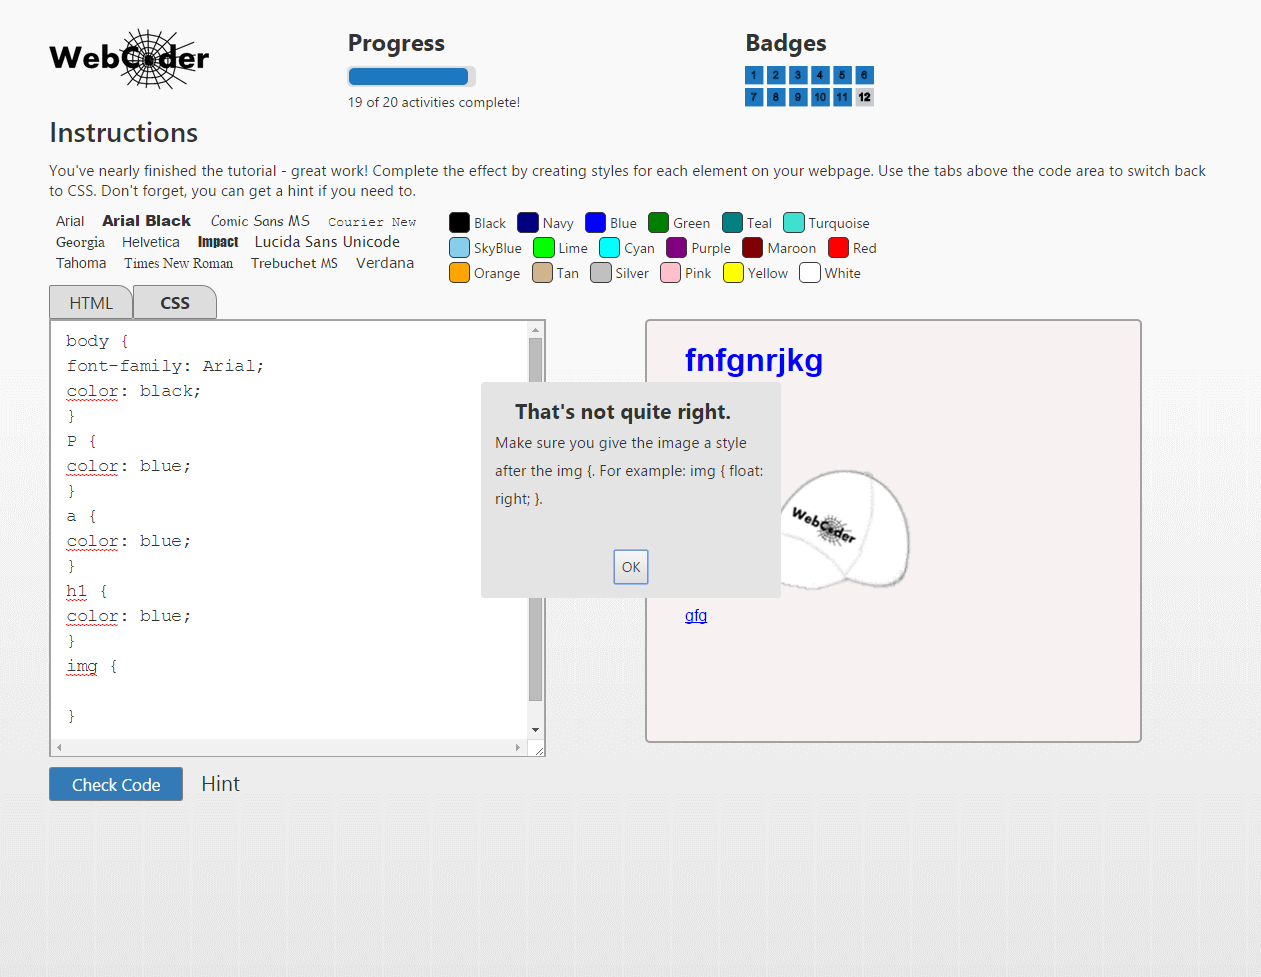 WebCoder
Progress
19 of 20 activities complete!
Badges
1 2 3 4 5 6
7 8 9 10 11 12
Instructions
You've nearly finished the tutorial - great work! Complete the effect by creating styles for each element on your webpage. Use the tabs above the code area to switch back
to CSS. Don't forget, you can get a hint if you need to.
Arial Arial Black Comic Sans MS Courier New
Georgia Helvetica Impact Lucida Sans Unicode
Tahoma Times New Roman Trebuchet MS Verdana
Black Navy Blue Green Teal Turquoise
SkyBlue Lime Cyan Purple Maroon Red
Orange Tan Silver Pink Yellow White
HTML CSS
body {
font-family: Arial;
color: black;
}
P {
color: blue;
}
a {
color: blue;
}
h1 {
color: blue;
}
img {
}
fnfgnrjkg
WebCoder
gfg
That's not quite right.
Make sure you give the image a style
after the img {. For example: img { float:
right; }.
OK
Check Code Hint